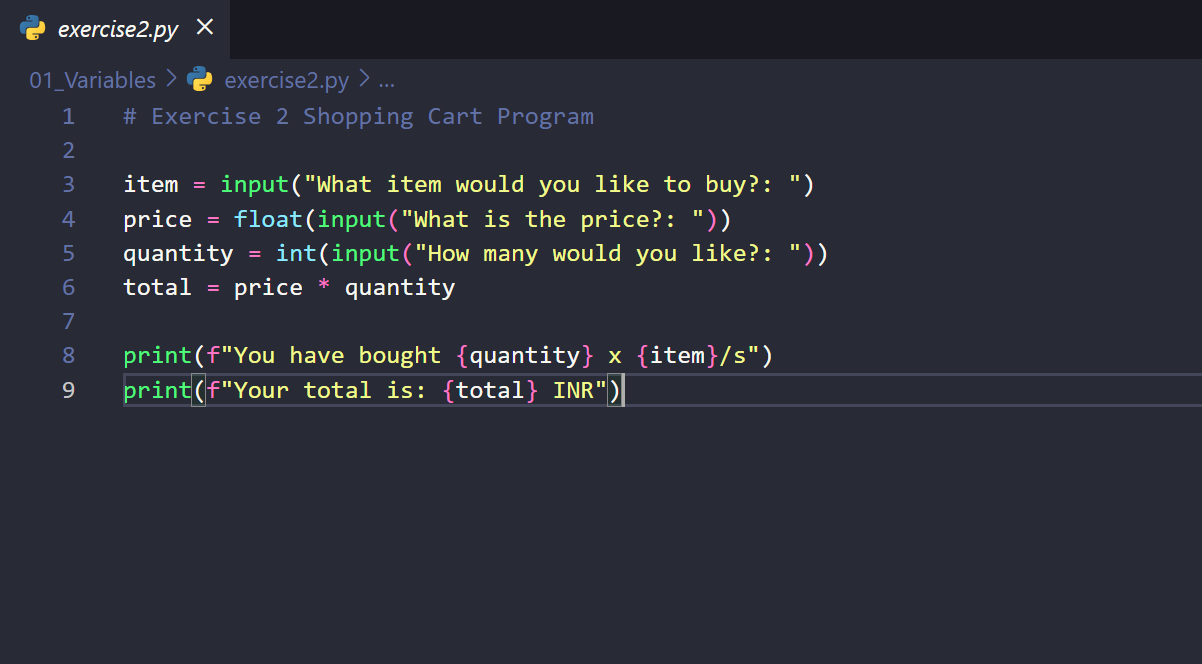 exercise2.py ×
01_Variables > exercise2.py > ...
1 # Exercise 2 Shopping Cart Program
2
3 item = input("What item would you like to buy?: ")
4 price = float(input("What is the price?: "))
5 quantity = int(input("How many would you like?: "))
6 total = price * quantity
7
8 print(f"You have bought {quantity} x {item}/s")
9 print(f"Your total is: {total} INR")